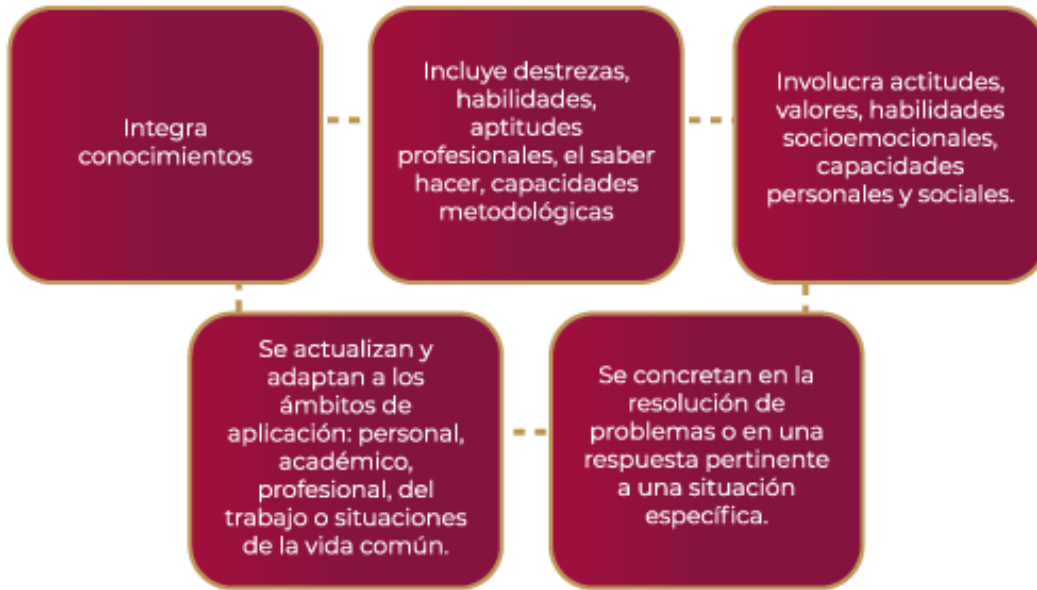 Integra
conocimientos
Incluye destrezas,
habilidades,
aptitudes
profesionales, el saber
hacer, capacidades
metodológicas
Involucra actitudes,
valores, habilidades
socioemocionales,
capacidades
personales y sociales.
Se actualizan y
adaptan a los
ámbitos de
aplicación: personal,
académico,
profesional, del
trabajo o situaciones
de la vida común.
Se concretan en la
resolución de
problemas o en una
respuesta pertinente
a una situación
específica.